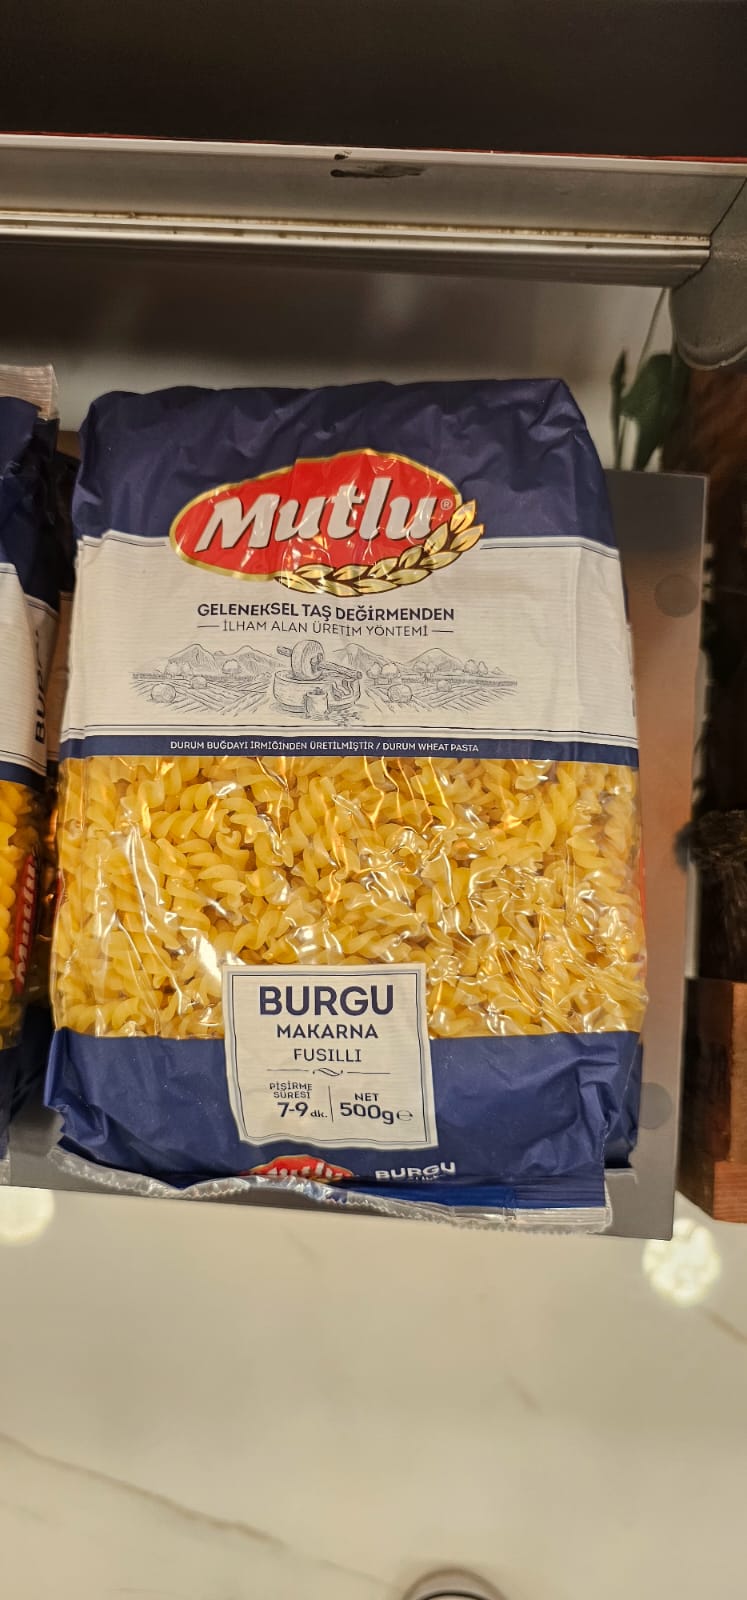 Mutlu®
GELENEKSEL TAŞ DEĞİRMENDEN
İLHAM ALAN ÜRETİM YÖNTEMİ
DURUM BUĞDAYI İRMİĞİNDEN ÜRETİLMİŞTİR / DURUM WHEAT PASTA
BURGU
MAKARNA
FUSILLI
PİŞİRME
SÜRESİ
7-9 dk.
NET
500g e
Mutlu BURGU